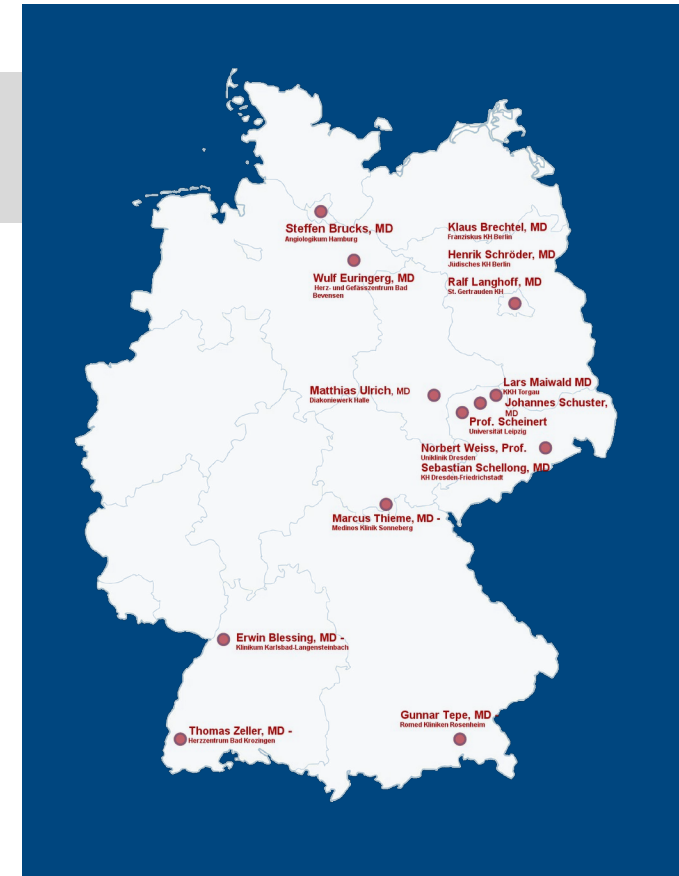 Steffen Brucks, MD
Angiologikum Hamburg
Klaus Brechtel, MD
Franziskus KH Berlin
Henrik Schröder, MD
Jüdisches KH Berlin
Wulf Euringerg, MD
Herz- und Gefässzentrum Bad
Bevensen
Ralf Langhoff, MD
St. Gertrauden KH
Matthias Ulrich, MD
Diakoniewerk Halle
Lars Maiwald MD
KKH Torgau
Johannes Schuster,
MD
Prof. Scheinert
Universität Leipzig
Norbert Weiss, Prof.
Uniklinik Dresden
Sebastian Schellong, MD
KH Dresden-Friedrichstadt
Marcus Thieme, MD -
Medinos Klinik Sonneberg
Erwin Blessing, MD -
Klinikum Karlsbad-Langensteinbach
Gunnar Tepe, MD
Romed Kliniken Rosenheim
Thomas Zeller, MD -
Herzzentrum Bad Krozingen